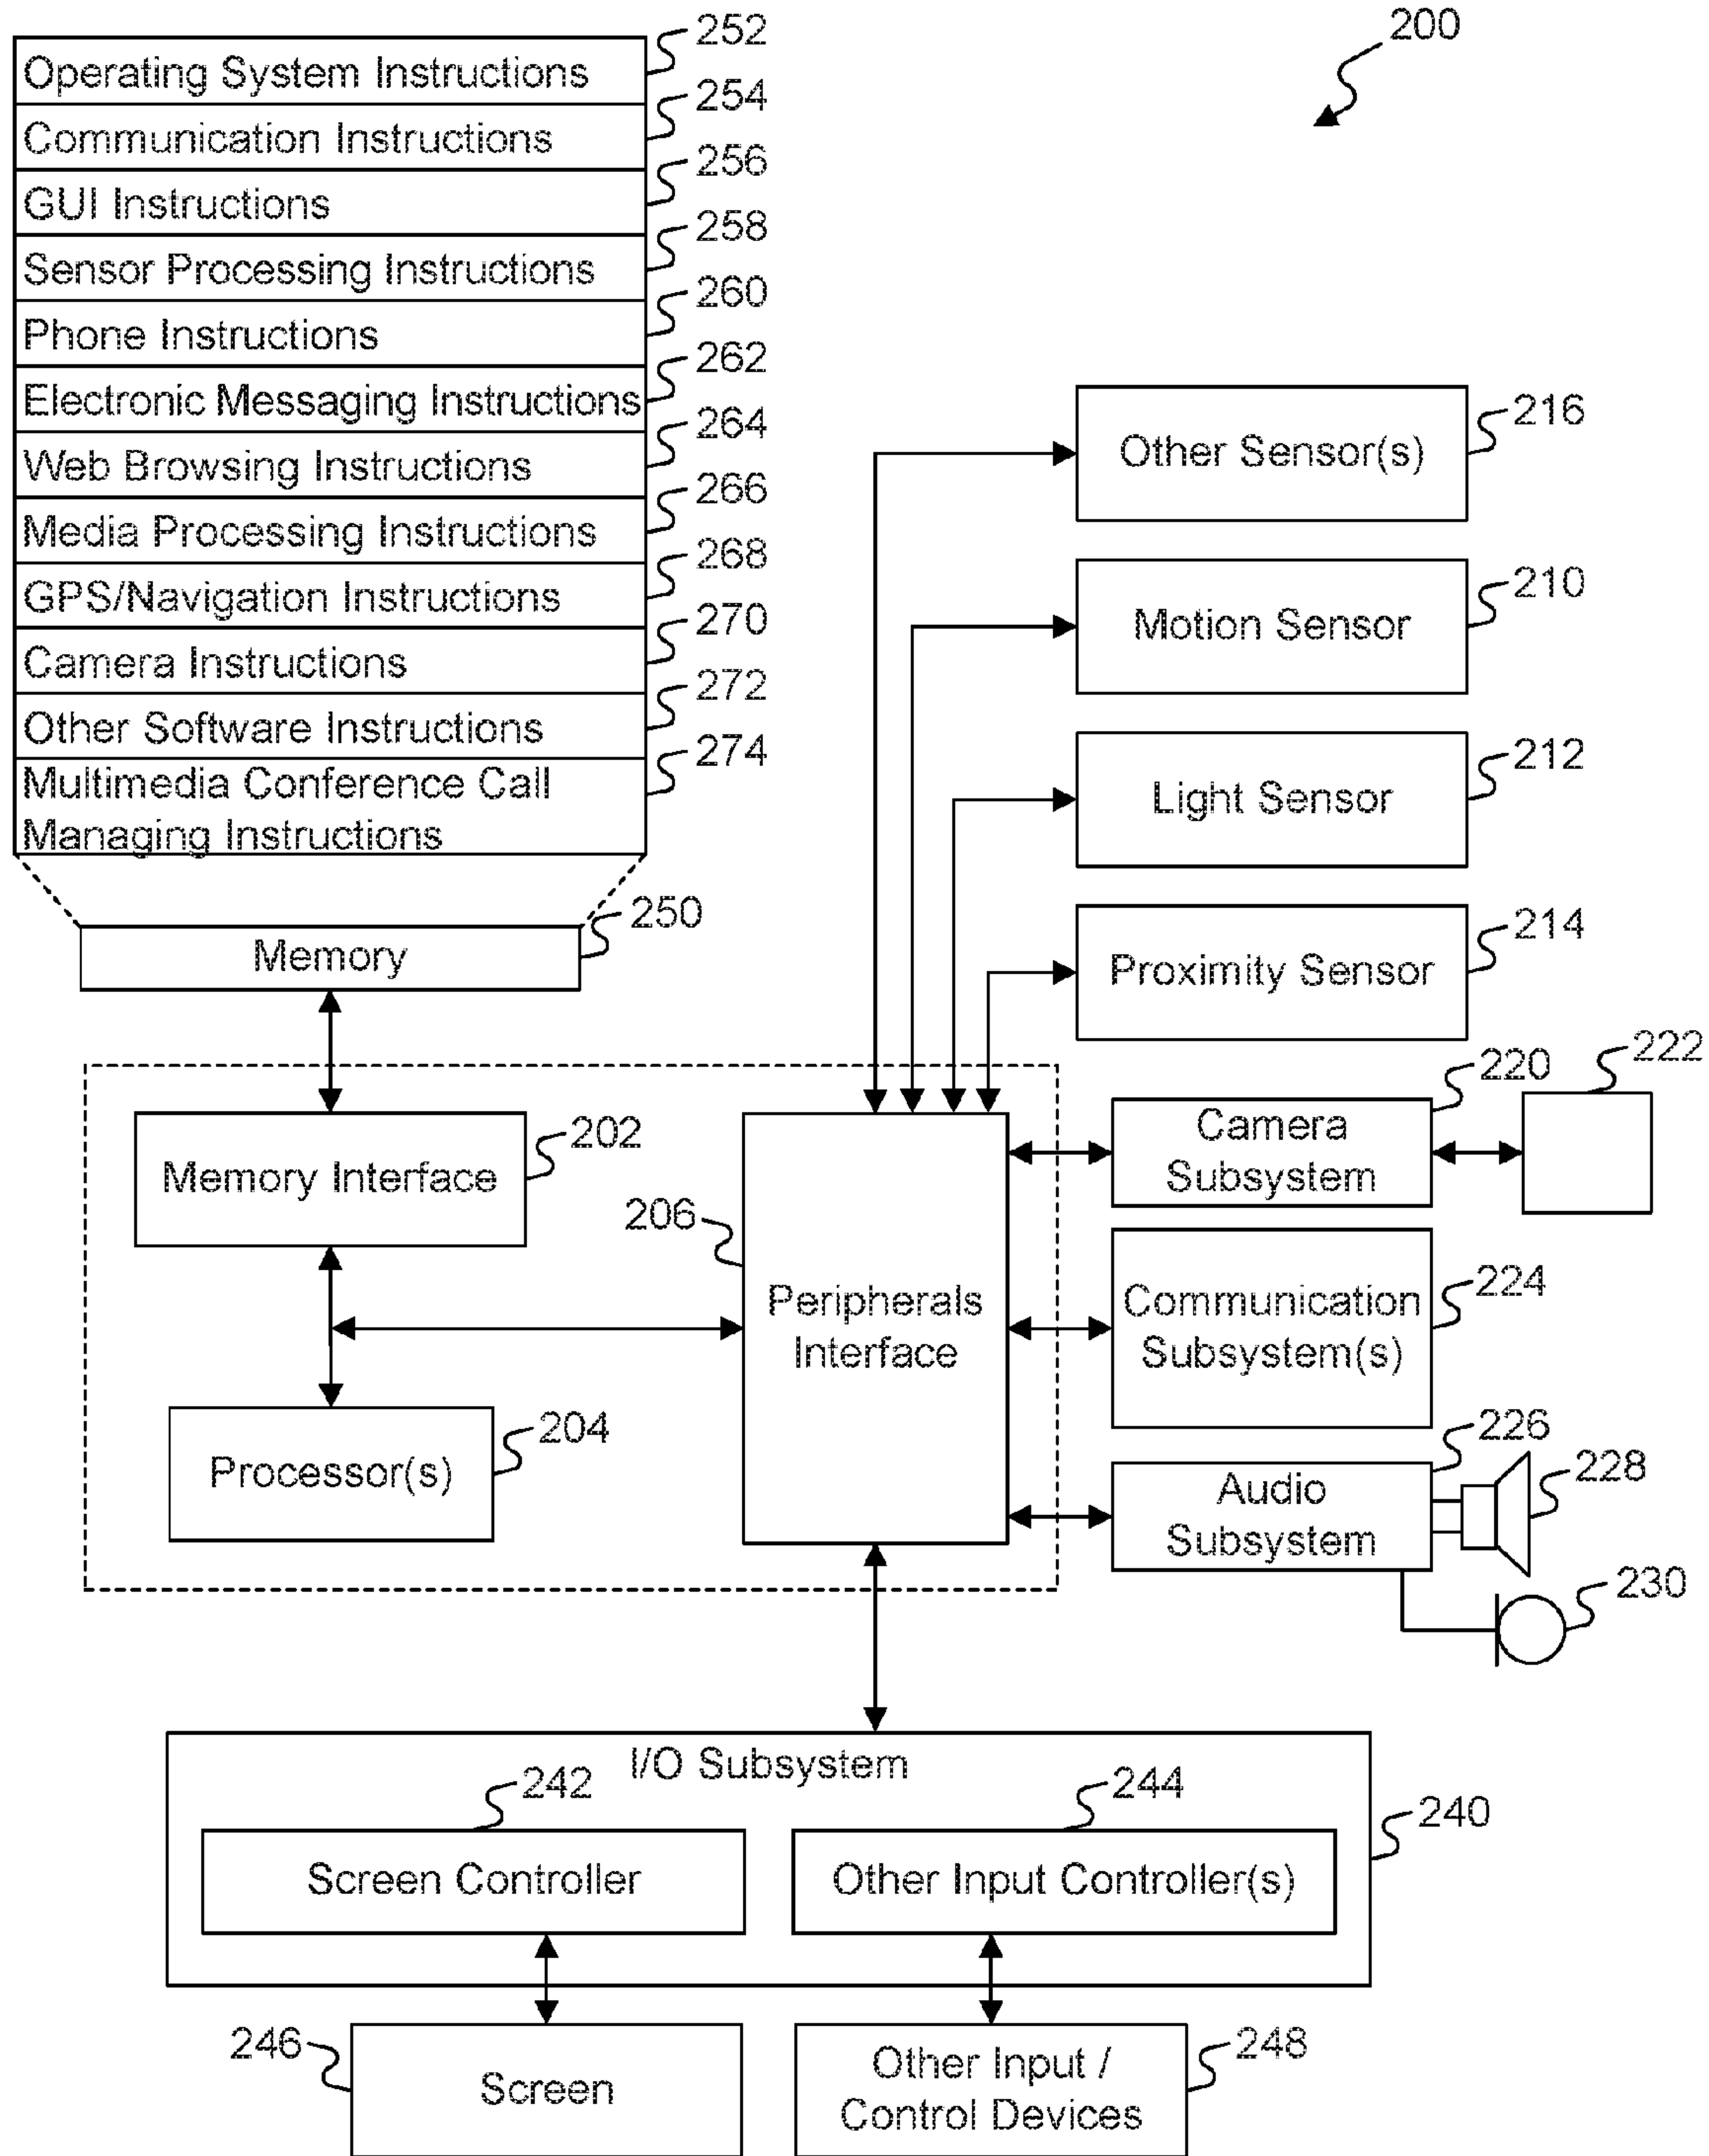 200
Operating System Instructions
252
Communication Instructions
254
GUI Instructions
256
Sensor Processing Instructions
258
Phone Instructions
260
Electronic Messaging Instructions
262
Web Browsing Instructions
264
Media Processing Instructions
266
GPS/Navigation Instructions
268
Camera Instructions
270
Other Software Instructions
272
Multimedia Conference Call
Managing Instructions
274
Memory
250
Other Sensor(s)
216
Motion Sensor
210
Light Sensor
212
Proximity Sensor
214
Memory Interface
202
Processor(s)
204
206
Peripherals
Interface
Camera
Subsystem
220
222
Communication
Subsystem(s)
224
Audio
Subsystem
226
228
230
I/O Subsystem
240
242
Screen Controller
244
Other Input Controller(s)
246
Screen
Other Input /
Control Devices
248